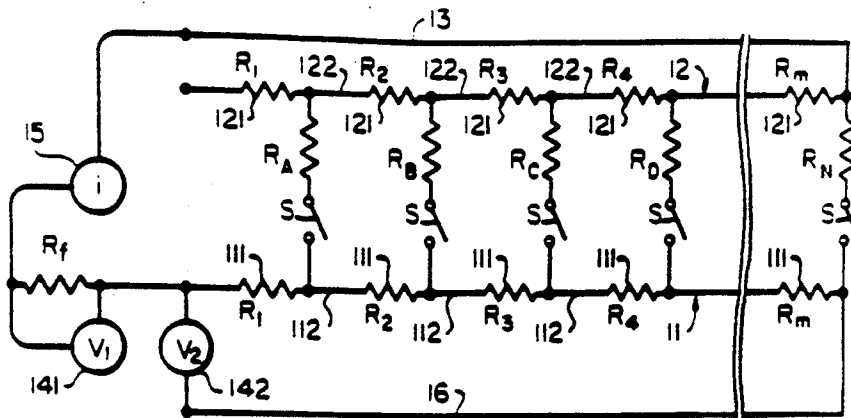 13
R1 122 R2 122 R3 122 R4 12 Rm
121 121 121 121 121
15
i
RA RB RC RD RN
S S S S S
Rf
111 111 111 111 111
R1 112 R2 112 R3 112 R4 11 Rm
V1 V2
141 142
16